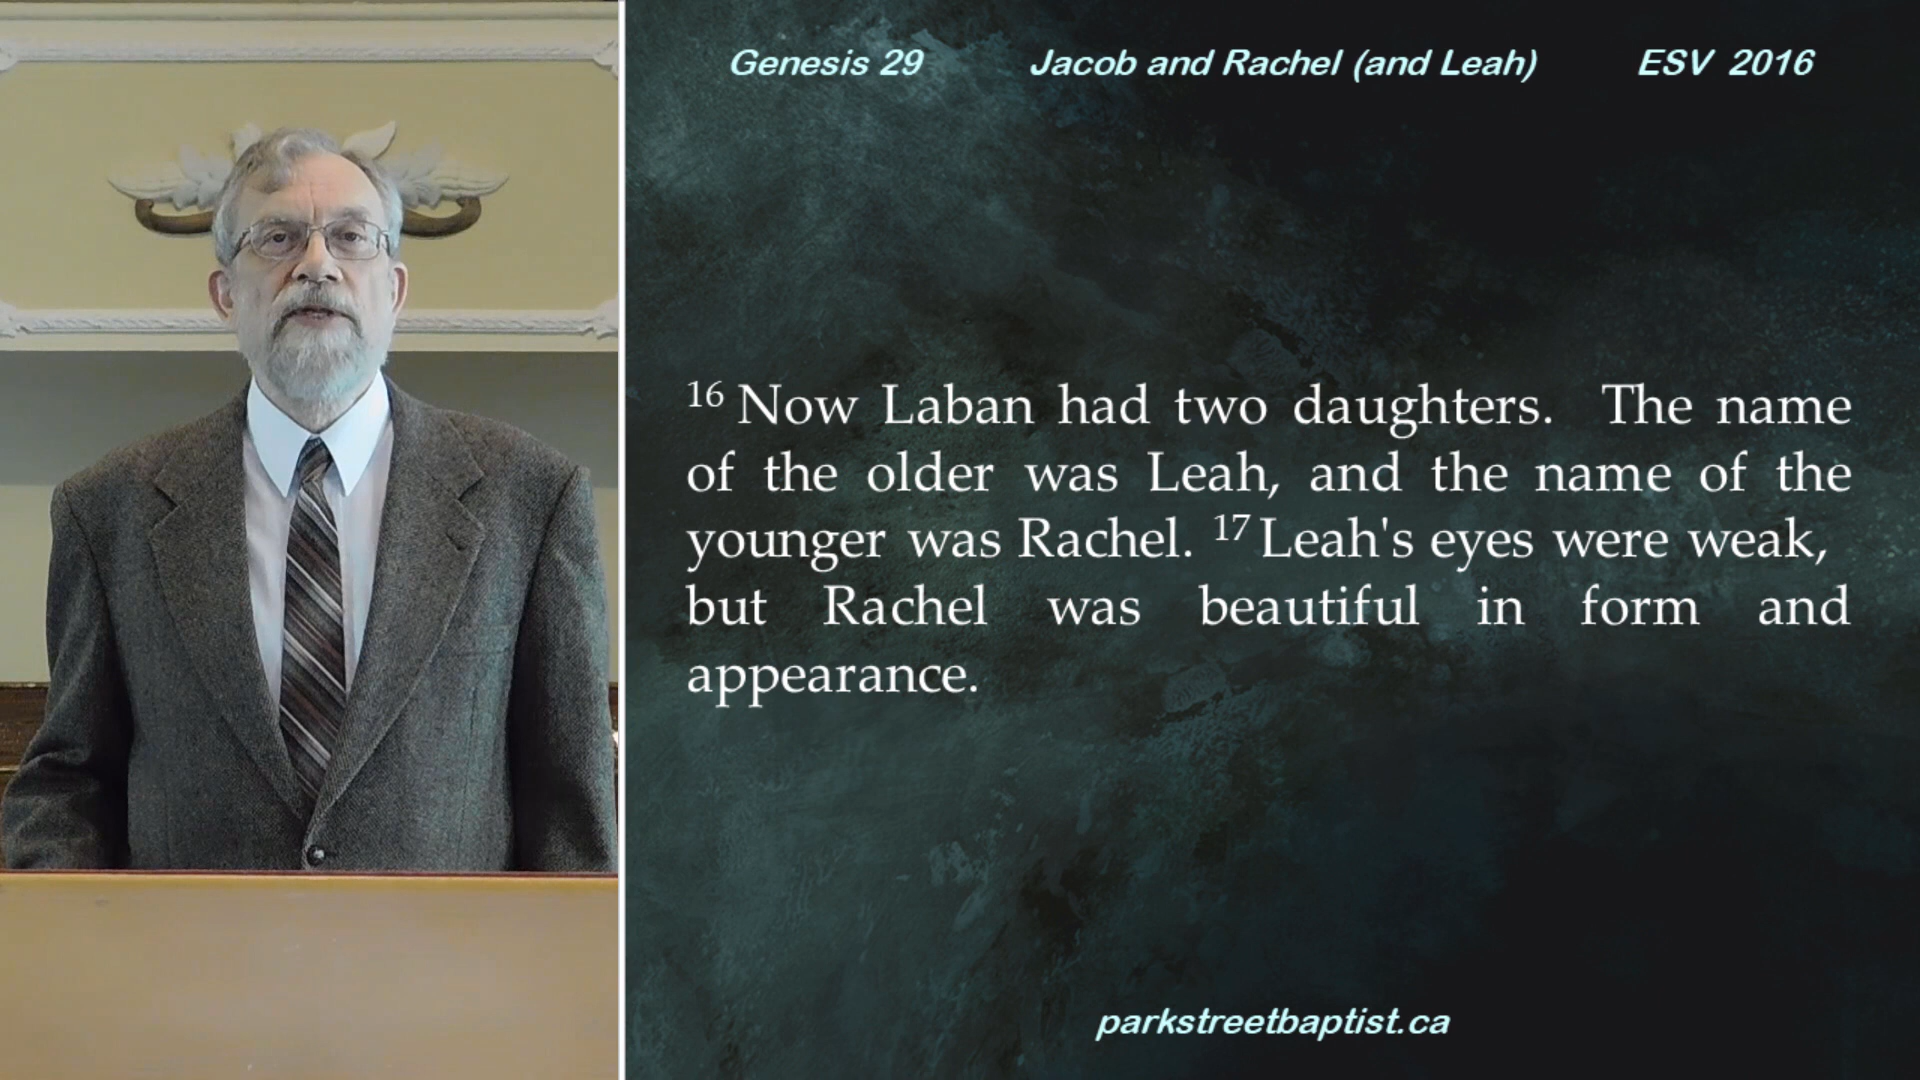 Genesis 29 Jacob and Rachel (and Leah) ESV 2016
16 Now Laban had two daughters. The name
of the older was Leah, and the name of the
younger was Rachel. 17 Leah's eyes were weak,
but Rachel was beautiful in form and
appearance.
parkstreetbaptist.ca